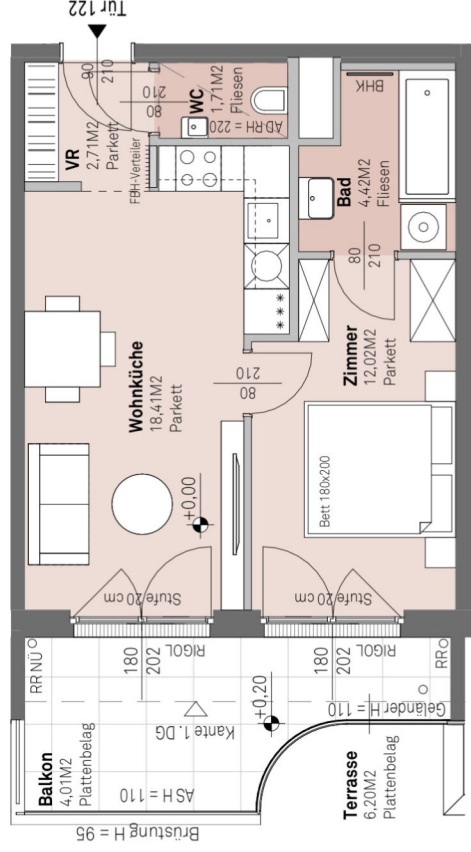 Tür 122
90
210
VR
2,71M2
Parkett
80
210
WC
1,71M2
Fliesen
ADRH = 220
FBH-Verteiler
BHK
Bad
4,42M2
Fliesen
80
210
Wohnküche
18,41M2
Parkett
80
210
Zimmer
12,02M2
Parkett
Bett 180x200
+0,00
Stufe 20 cm
Stufe 20 cm
RR NÜ
180
202
RIGOL
180
202
RIGOL
RR
Kante 1. DG
+0,20
Geländer H = 110
Balkon
4,01M2
Plattenbelag
ASH = 110
Terrasse
6,20M2
Plattenbelag
Brüstung H = 95